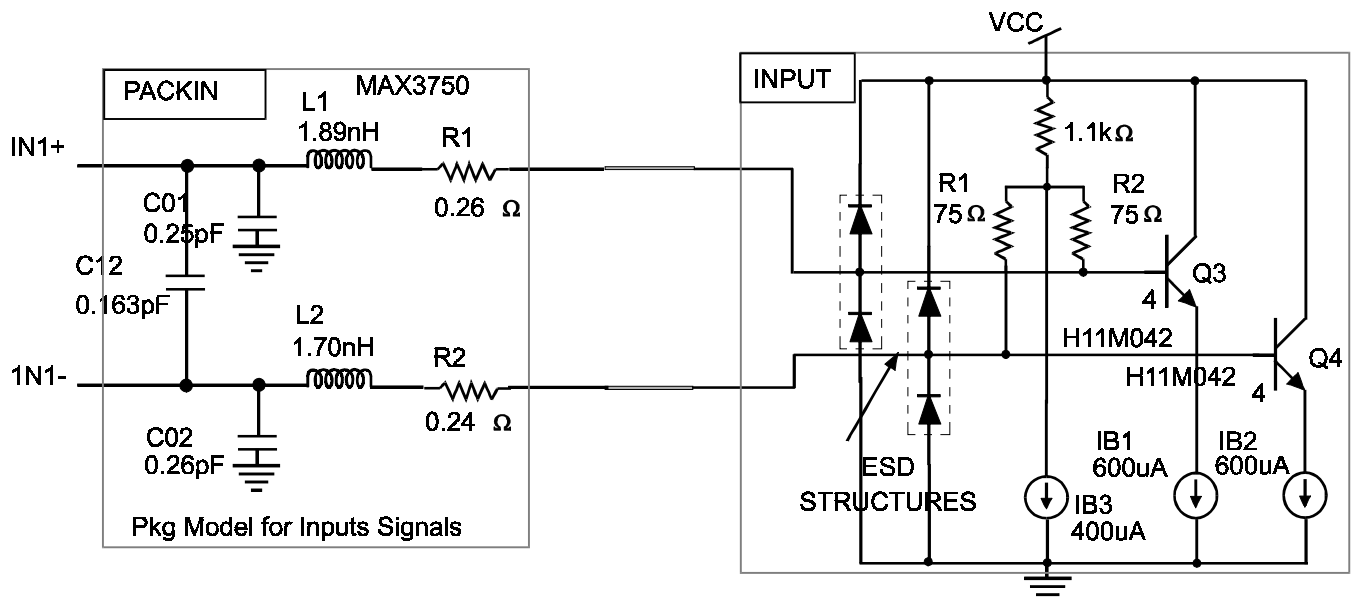 VCC
PACKIN
MAX3750
INPUT
L1
1.89nH
R1
0.26 Ω
IN1+
C01
0.25pF
C12
0.163pF
L2
1.70nH
R2
0.24 Ω
1N1-
C02
0.26pF
Pkg Model for Inputs Signals
1.1kΩ
R1
75Ω
R2
75Ω
Q3
4
H11M042
Q4
H11M042
4
ESD
STRUCTURES
IB3
400uA
IB1
600uA
IB2
600uA